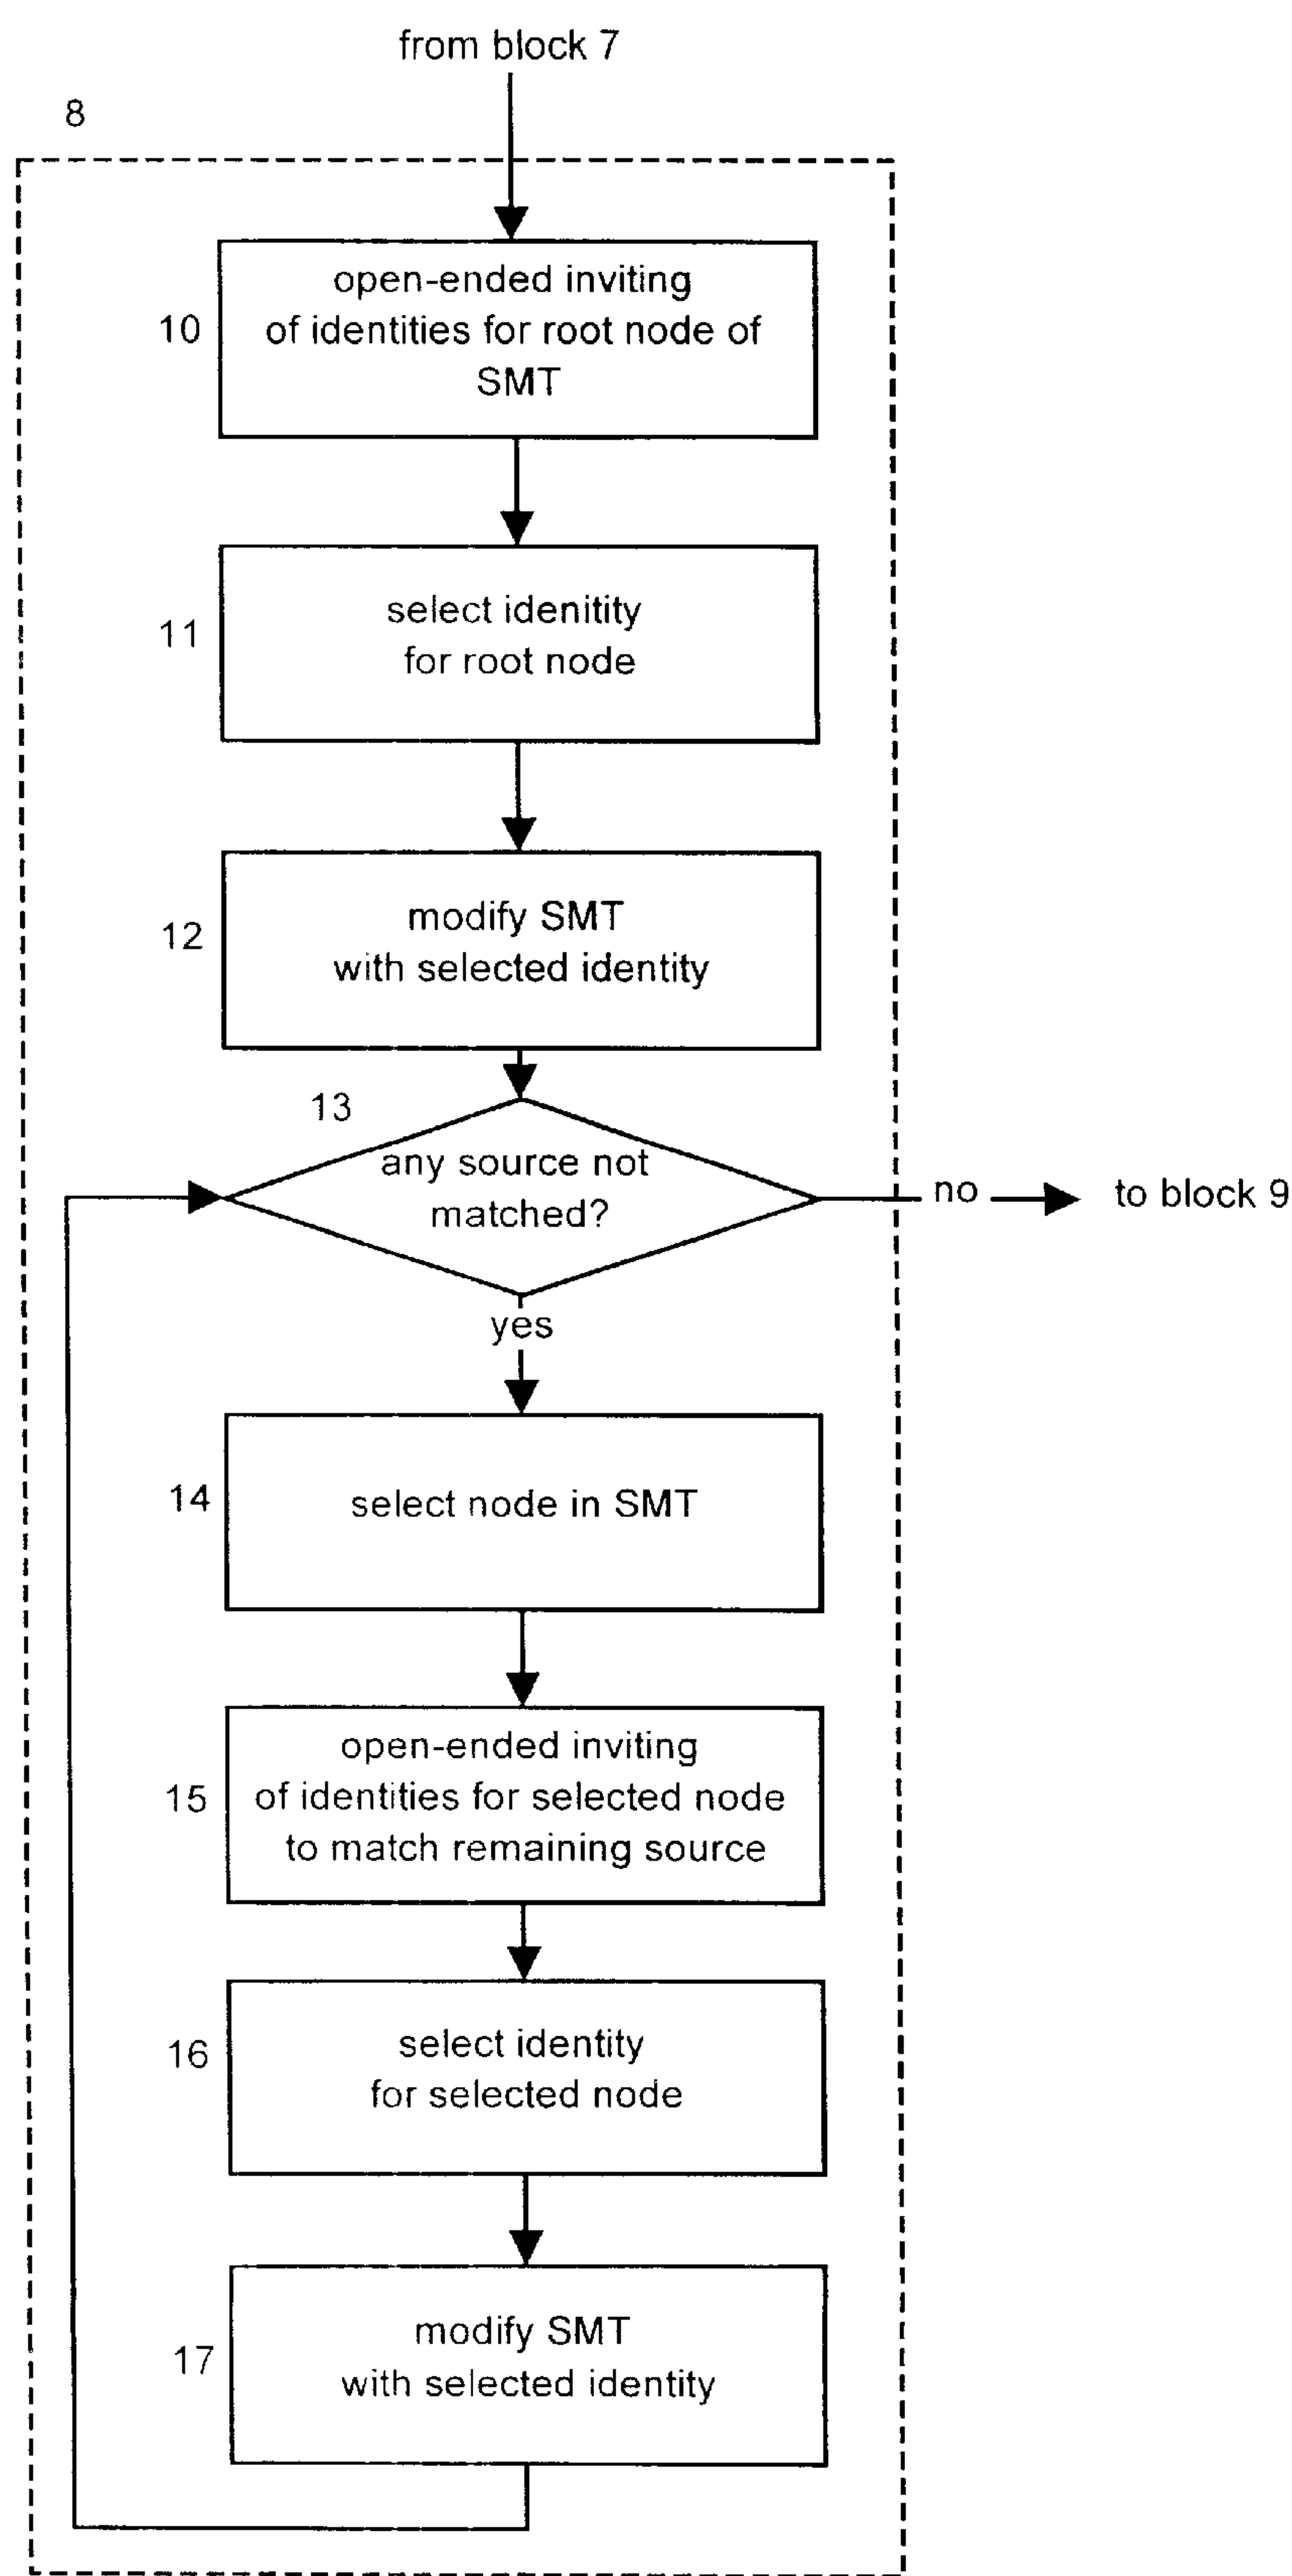 from block 7
8
open-ended inviting
10
of identities for root node of
SMT
select idenitity
11
for root node
modify SMT
12
with selected identity
13
any source not
matched?
no
to block 9
yes
14
select node in SMT
open-ended inviting
15
of identities for selected node
to match remaining source
select identity
16
for selected node
modify SMT
17
with selected identity